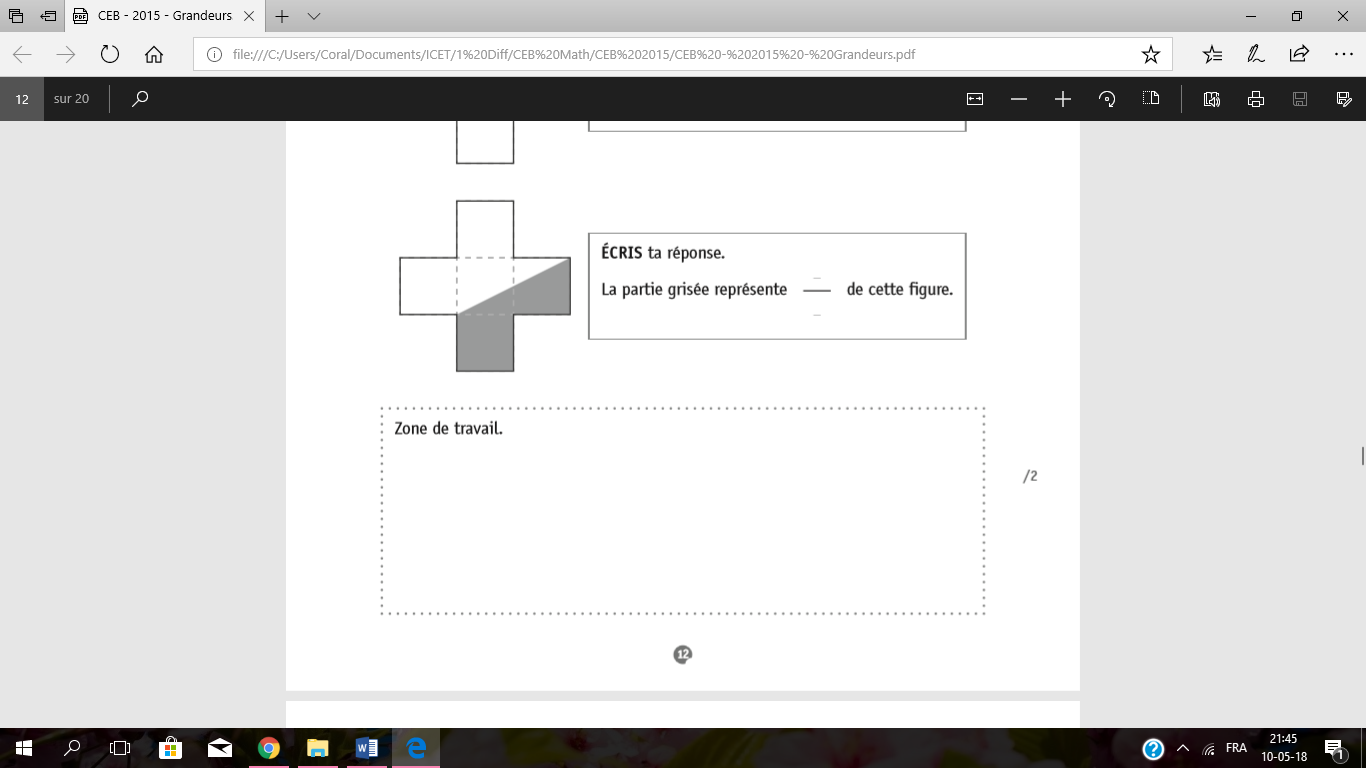 CEB - 2015 - Grandeurs
file:///C:/Users/Coral/Documents/ICET/1%20Diff/CEB%20Math/CEB%202015/CEB%20-%202015%20-%20Grandeurs.pdf
12 sur 20
ÉCRIS ta réponse.
La partie grisée représente de cette figure.
Zone de travail.
/2
12
FRA
21:45
10-05-18
1